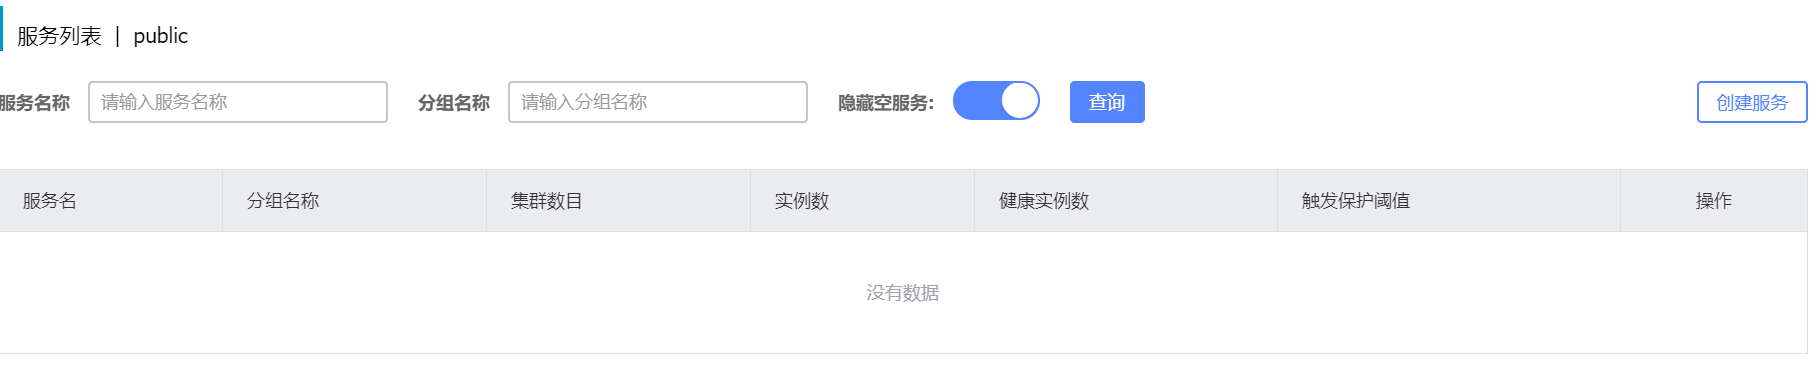 服务列表 | public
服务名称 请输入服务名称 分组名称 请输入分组名称 隐藏空服务: 查询 创建服务
服务名 分组名称 集群数目 实例数 健康实例数 触发保护阈值 操作
没有数据